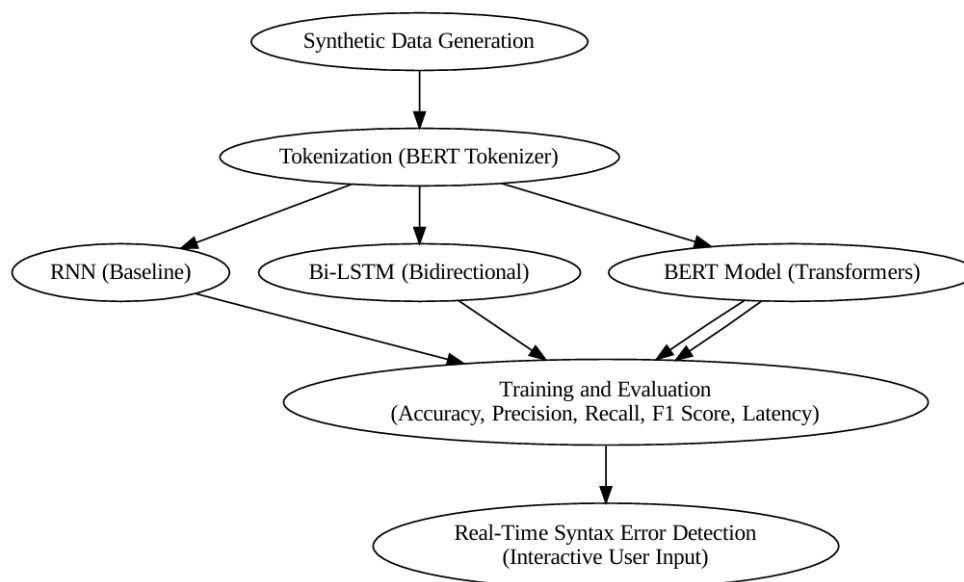 Synthetic Data Generation
Tokenization (BERT Tokenizer)
RNN (Baseline)
Bi-LSTM (Bidirectional)
BERT Model (Transformers)
Training and Evaluation
(Accuracy, Precision, Recall, F1 Score, Latency)
Real-Time Syntax Error Detection
(Interactive User Input)